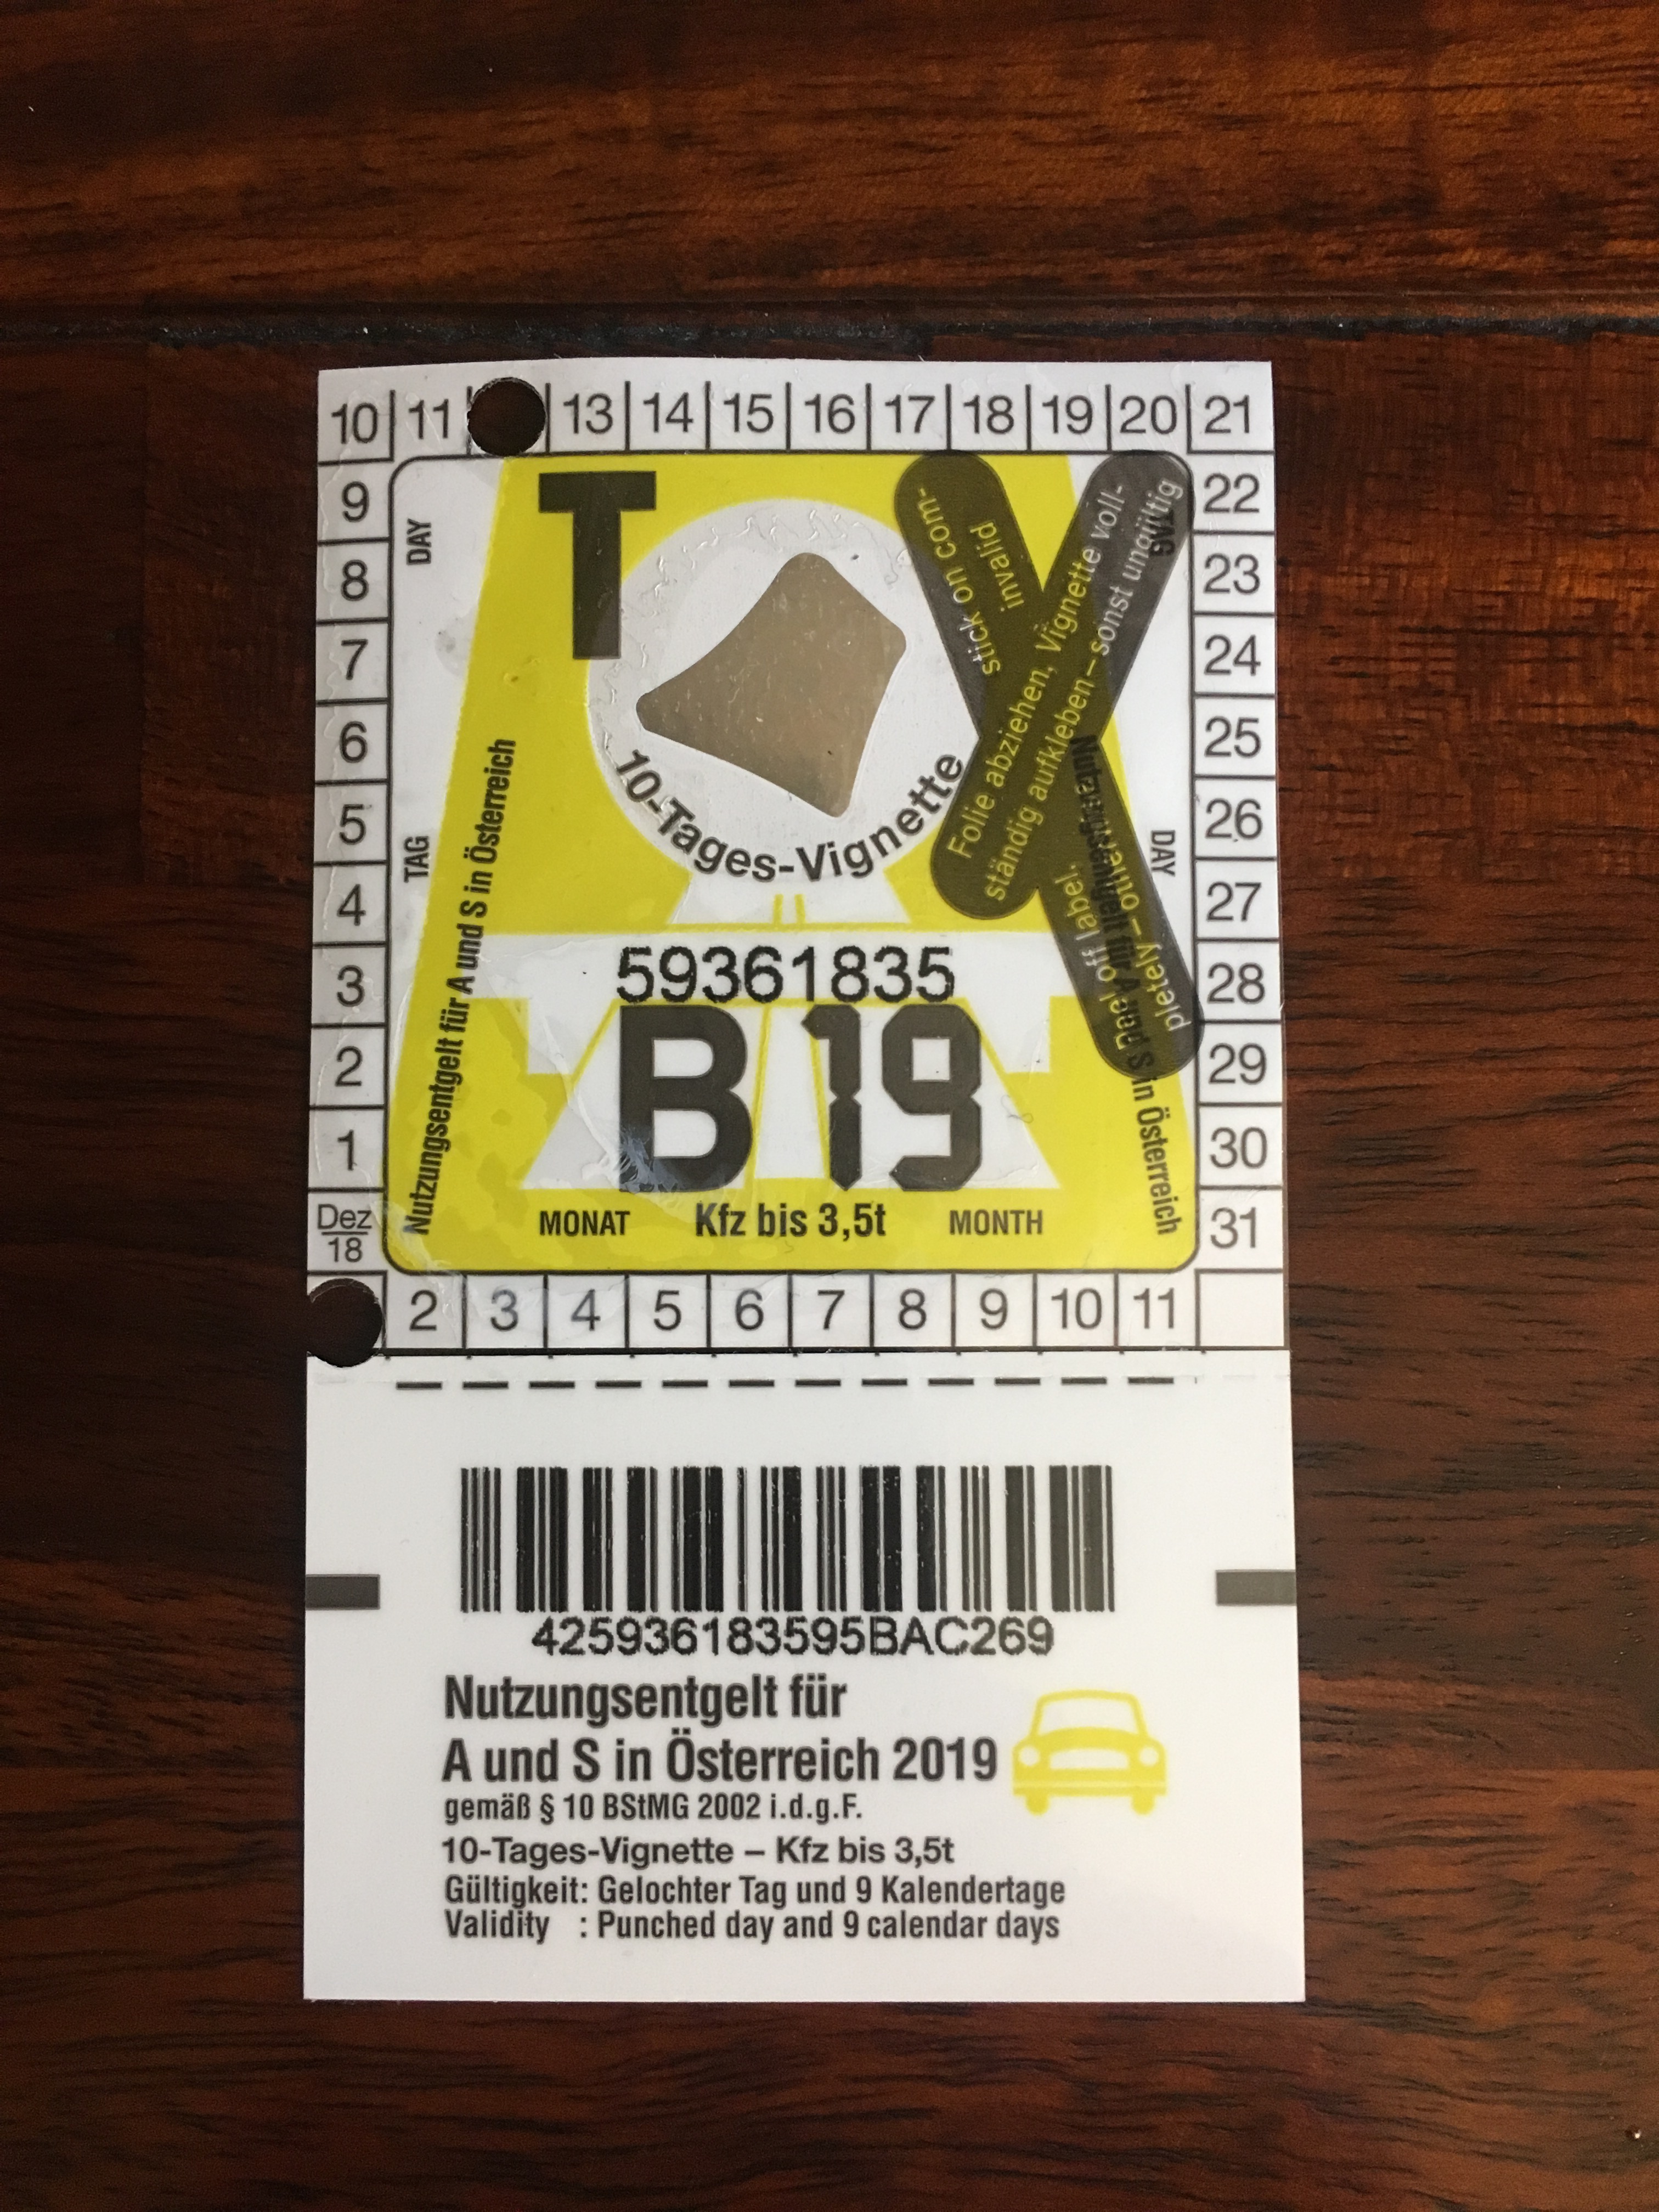 10 11 13 14 15 16 17 18 19 20 21
9
8
7
6
5
4
3
2
1
Dez
18
22
23
24
25
26
27
28
29
30
31
DAY
TAG
TAG
DAY
T
10-Tages-Vignette
Peel off label, stick on com-
pletely – invalid
Folie abziehen, Vignette voll-
ständig aufkleben – sonst ungültig
Nutzungsentgelt für A und S in Österreich
Nutzungsentgelt für A und S in Österreich
59361835
B 19
MONAT Kfz bis 3,5t MONTH
2 3 4 5 6 7 8 9 10 11
425936183595BAC269
Nutzungsentgelt für
A und S in Österreich 2019
gemäß § 10 BStMG 2002 i.d.g.F.
10-Tages-Vignette – Kfz bis 3,5t
Gültigkeit: Gelochter Tag und 9 Kalendertage
Validity : Punched day and 9 calendar days